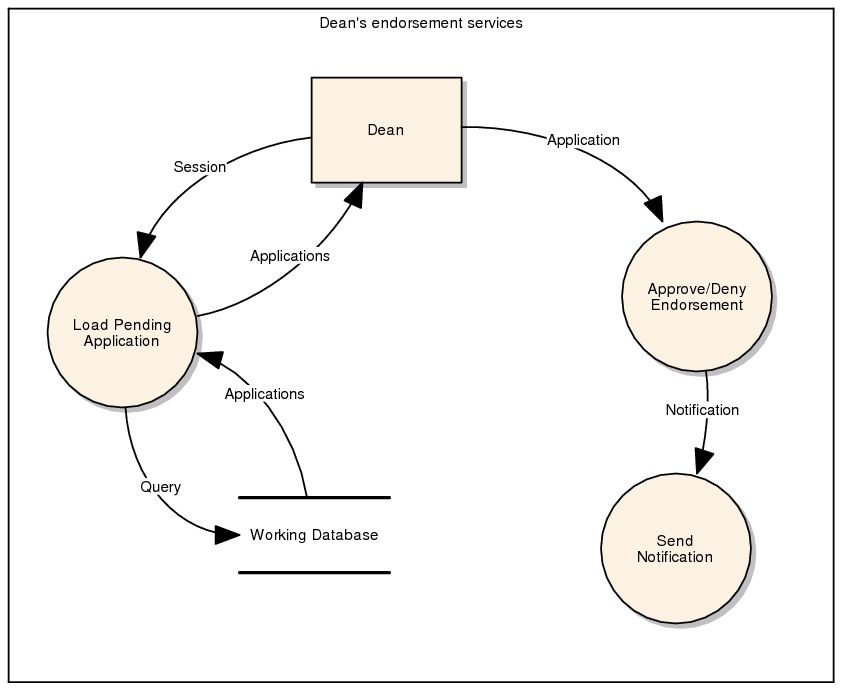 Dean's endorsement services
Dean
Application
Session
Applications
Approve/Deny
Endorsement
Load Pending
Application
Applications
Notification
Query
Working Database
Send
Notification